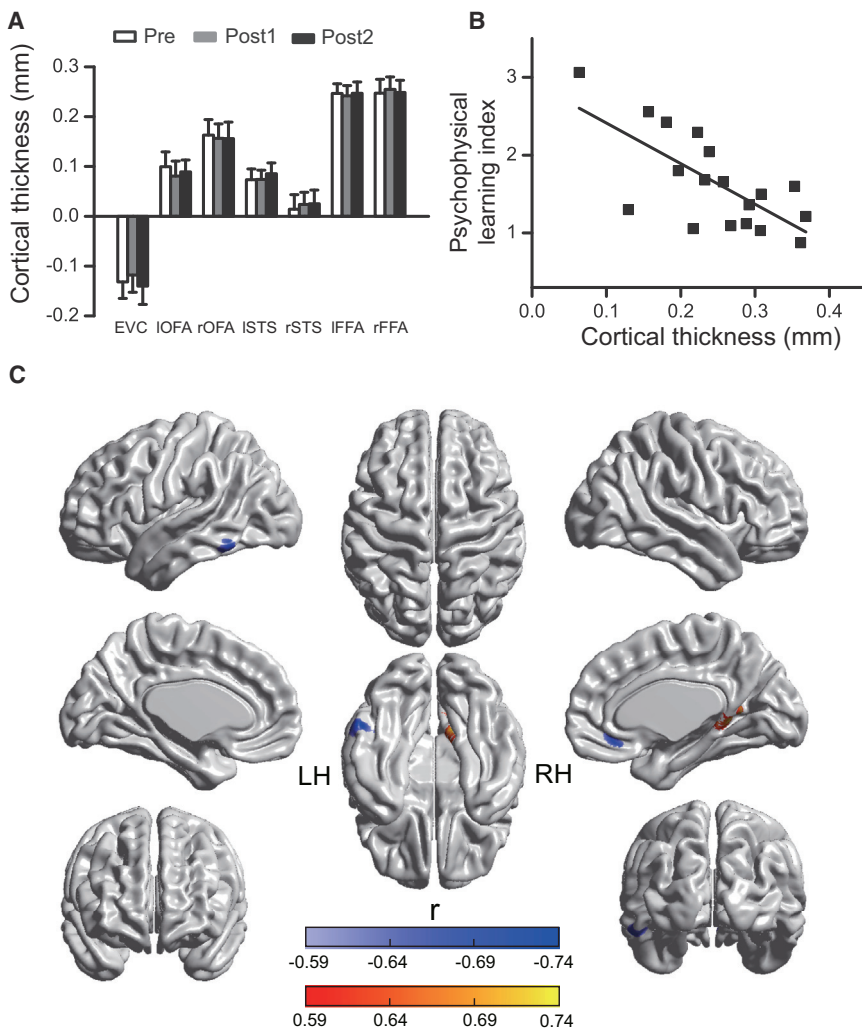 A
Pre Post1 Post2
Cortical thickness (mm)
0.3
0.2
0.1
0.0
-0.1
-0.2
EVC lOFA rOFA lSTS rSTS lFFA rFFA
B
Psychophysical
learning index
3
2
1
0.0 0.1 0.2 0.3 0.4
Cortical thickness (mm)
C
LH RH
r
-0.59 -0.64 -0.69 -0.74
0.59 0.64 0.69 0.74